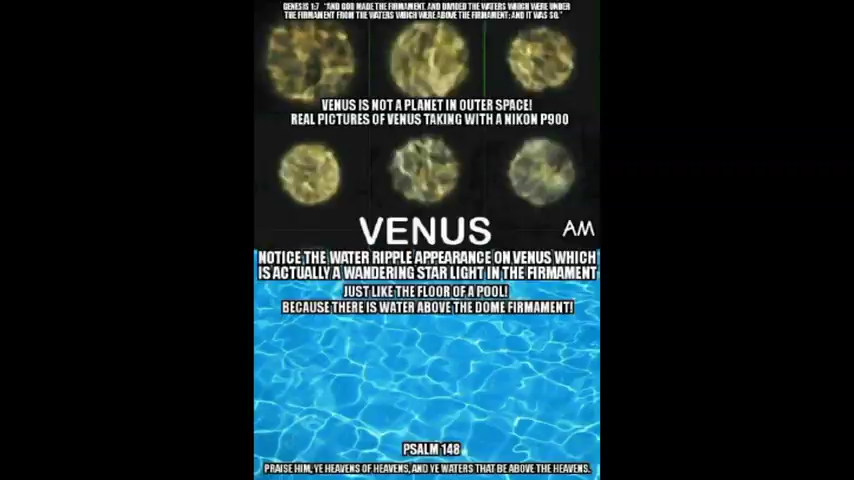 GENESIS 1:7 "AND GOD MADE THE FIRMAMENT, AND DIVIDED THE WATERS WHICH WERE UNDER
THE FIRMAMENT FROM THE WATERS WHICH WERE ABOVE THE FIRMAMENT: AND IT WAS SO."
VENUS IS NOT A PLANET IN OUTER SPACE!
REAL PICTURES OF VENUS TAKING WITH A NIKON P900
VENUS
AM
NOTICE THE WATER RIPPLE APPEARANCE ON VENUS WHICH
IS ACTUALLY A WANDERING STAR LIGHT IN THE FIRMAMENT
JUST LIKE THE FLOOR OF A POOL!
BECAUSE THERE IS WATER ABOVE THE DOME FIRMAMENT!
PSALM 148
PRAISE HIM, YE HEAVENS OF HEAVENS, AND YE WATERS THAT BE ABOVE THE HEAVENS.